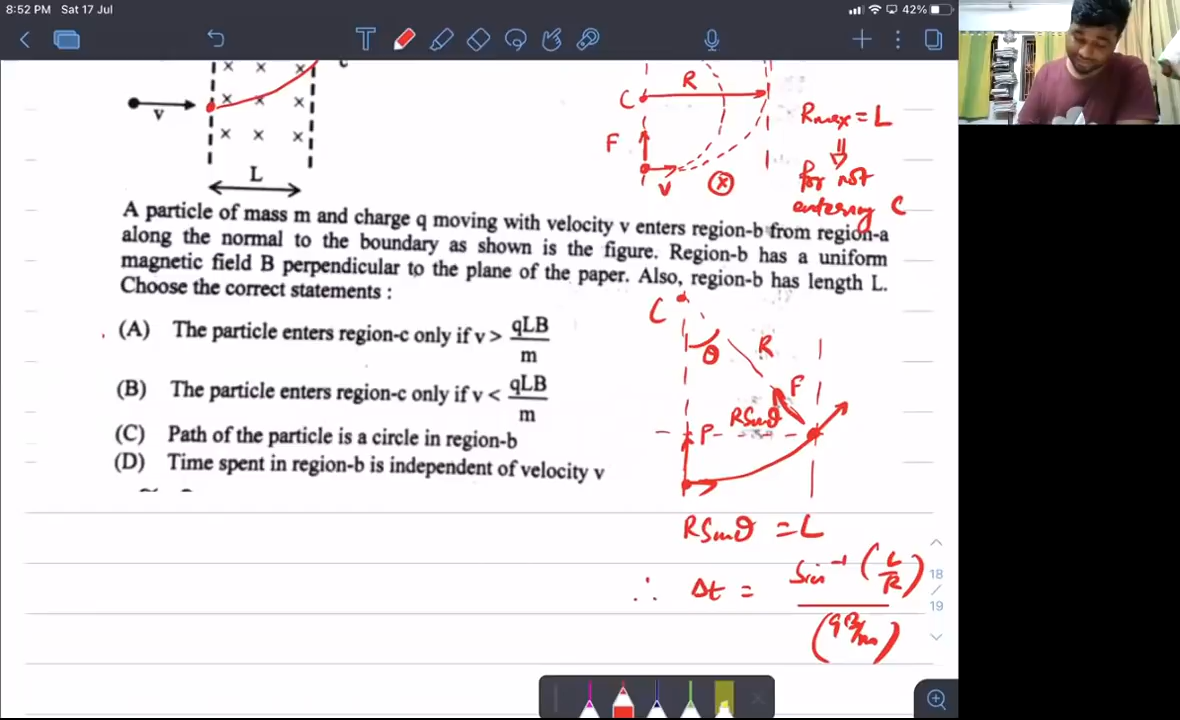 8:52 PM Sat 17 Jul
42%
T
v
L
C
R
F
v
Rmax = L
for not
entering C
A particle of mass m and charge q moving with velocity v enters region-b from region-a
along the normal to the boundary as shown is the figure. Region-b has a uniform
magnetic field B perpendicular to the plane of the paper. Also, region-b has length L.
Choose the correct statements :
(A) The particle enters region-c only if v > qLB/m
(B) The particle enters region-c only if v < qLB/m
(C) Path of the particle is a circle in region-b
(D) Time spent in region-b is independent of velocity v
C
θ
R
F
RSinθ
P
RSinθ = L
∴ Δt = Sin⁻¹(L/R) / (qB/m)
18
/
19